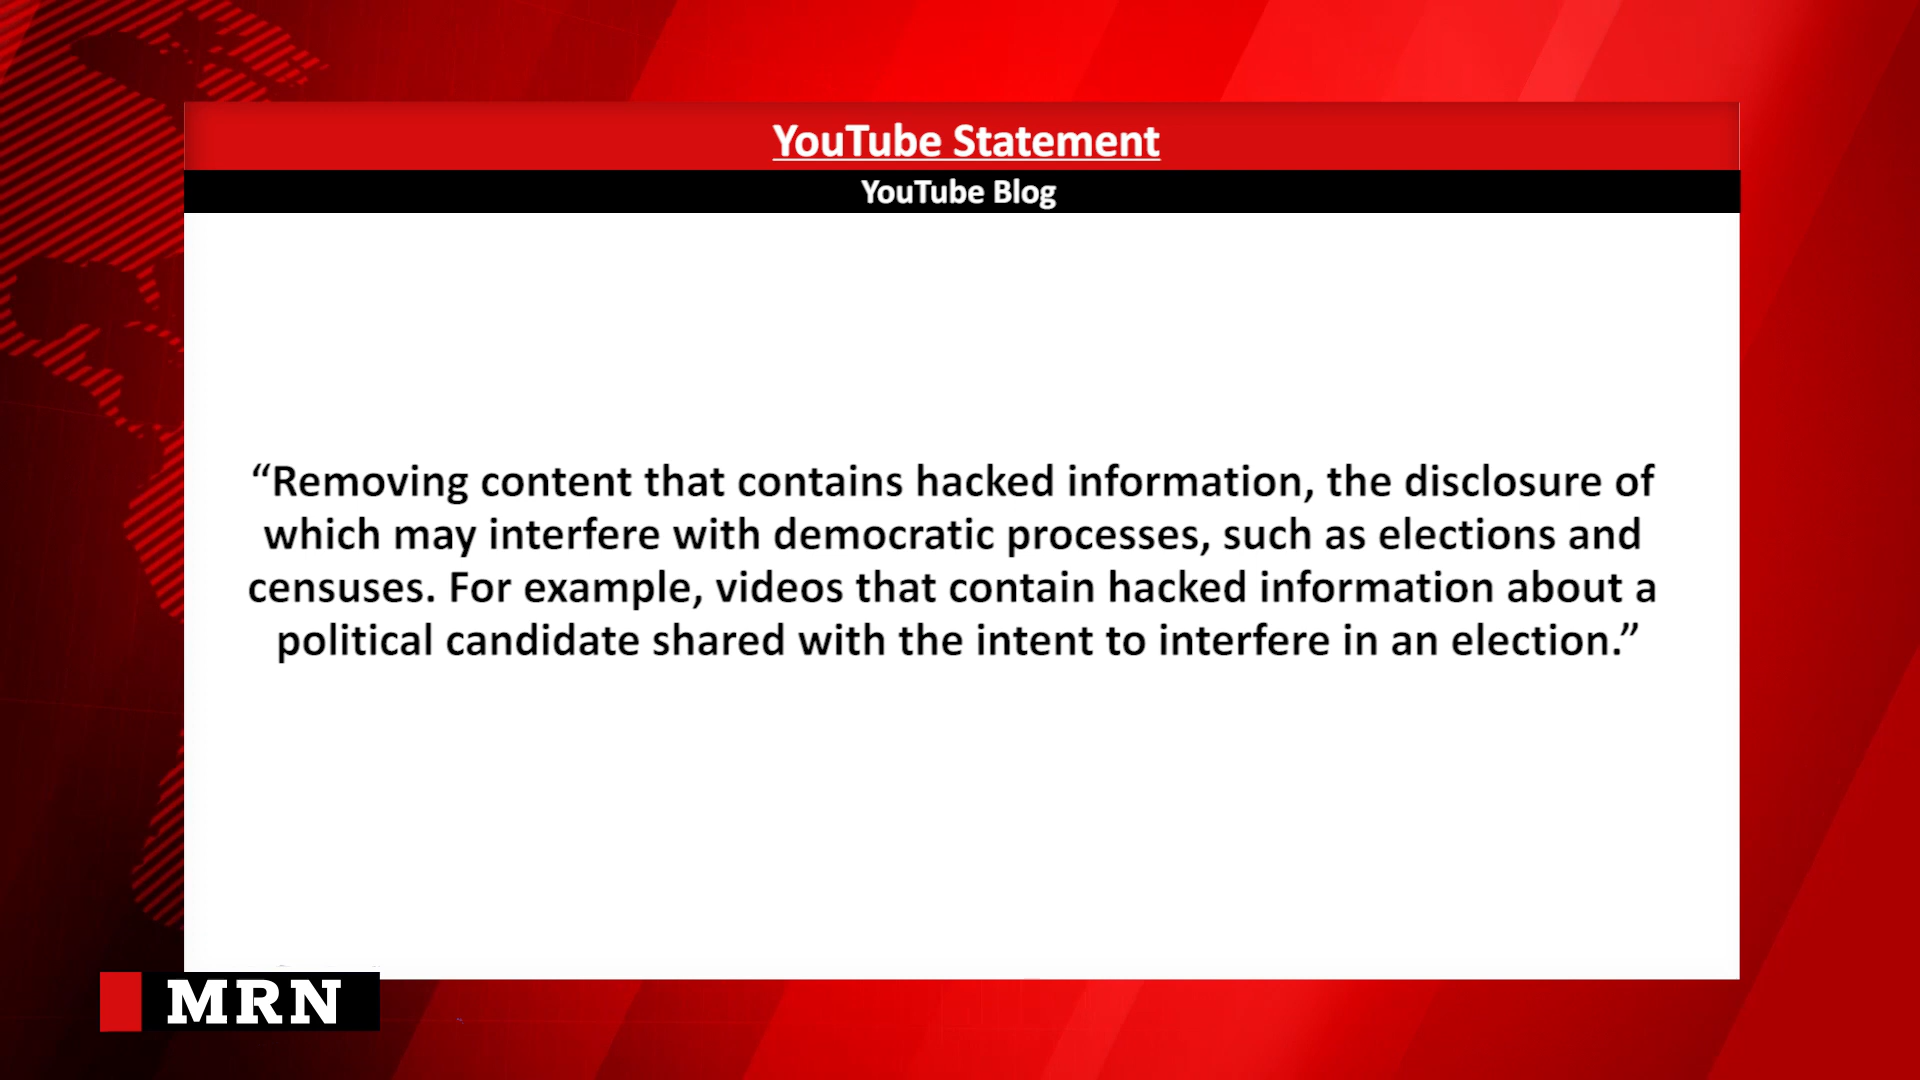 YouTube Statement
YouTube Blog
“Removing content that contains hacked information, the disclosure of
which may interfere with democratic processes, such as elections and
censuses. For example, videos that contain hacked information about a
political candidate shared with the intent to interfere in an election.”
MRN